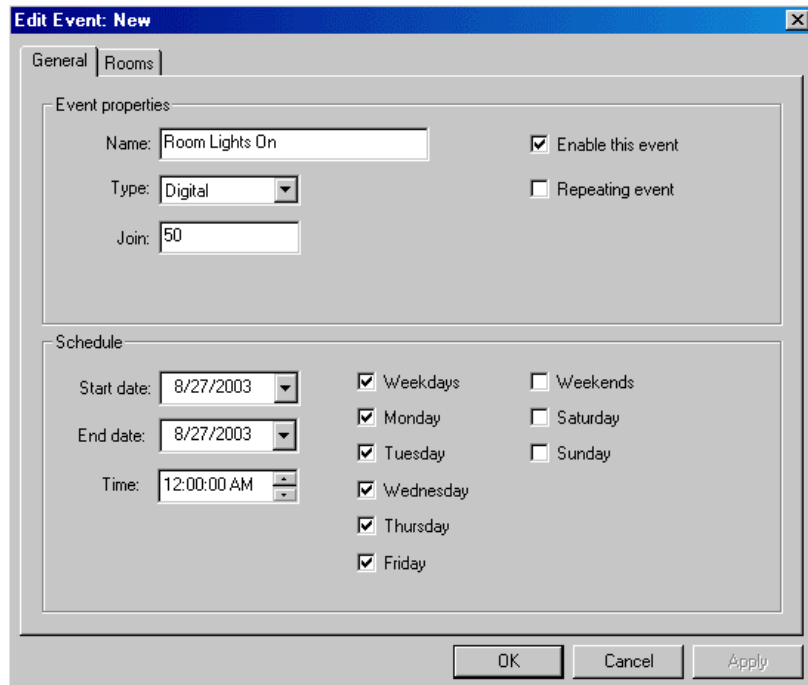 Edit Event: New
General Rooms
Event properties
Name: Room Lights On
Enable this event
Type: Digital
Repeating event
Join: 50
Schedule
Start date: 8/27/2003
Weekdays
Weekends
End date: 8/27/2003
Monday
Saturday
Tuesday
Sunday
Time: 12:00:00 AM
Wednesday
Thursday
Friday
OK Cancel Apply